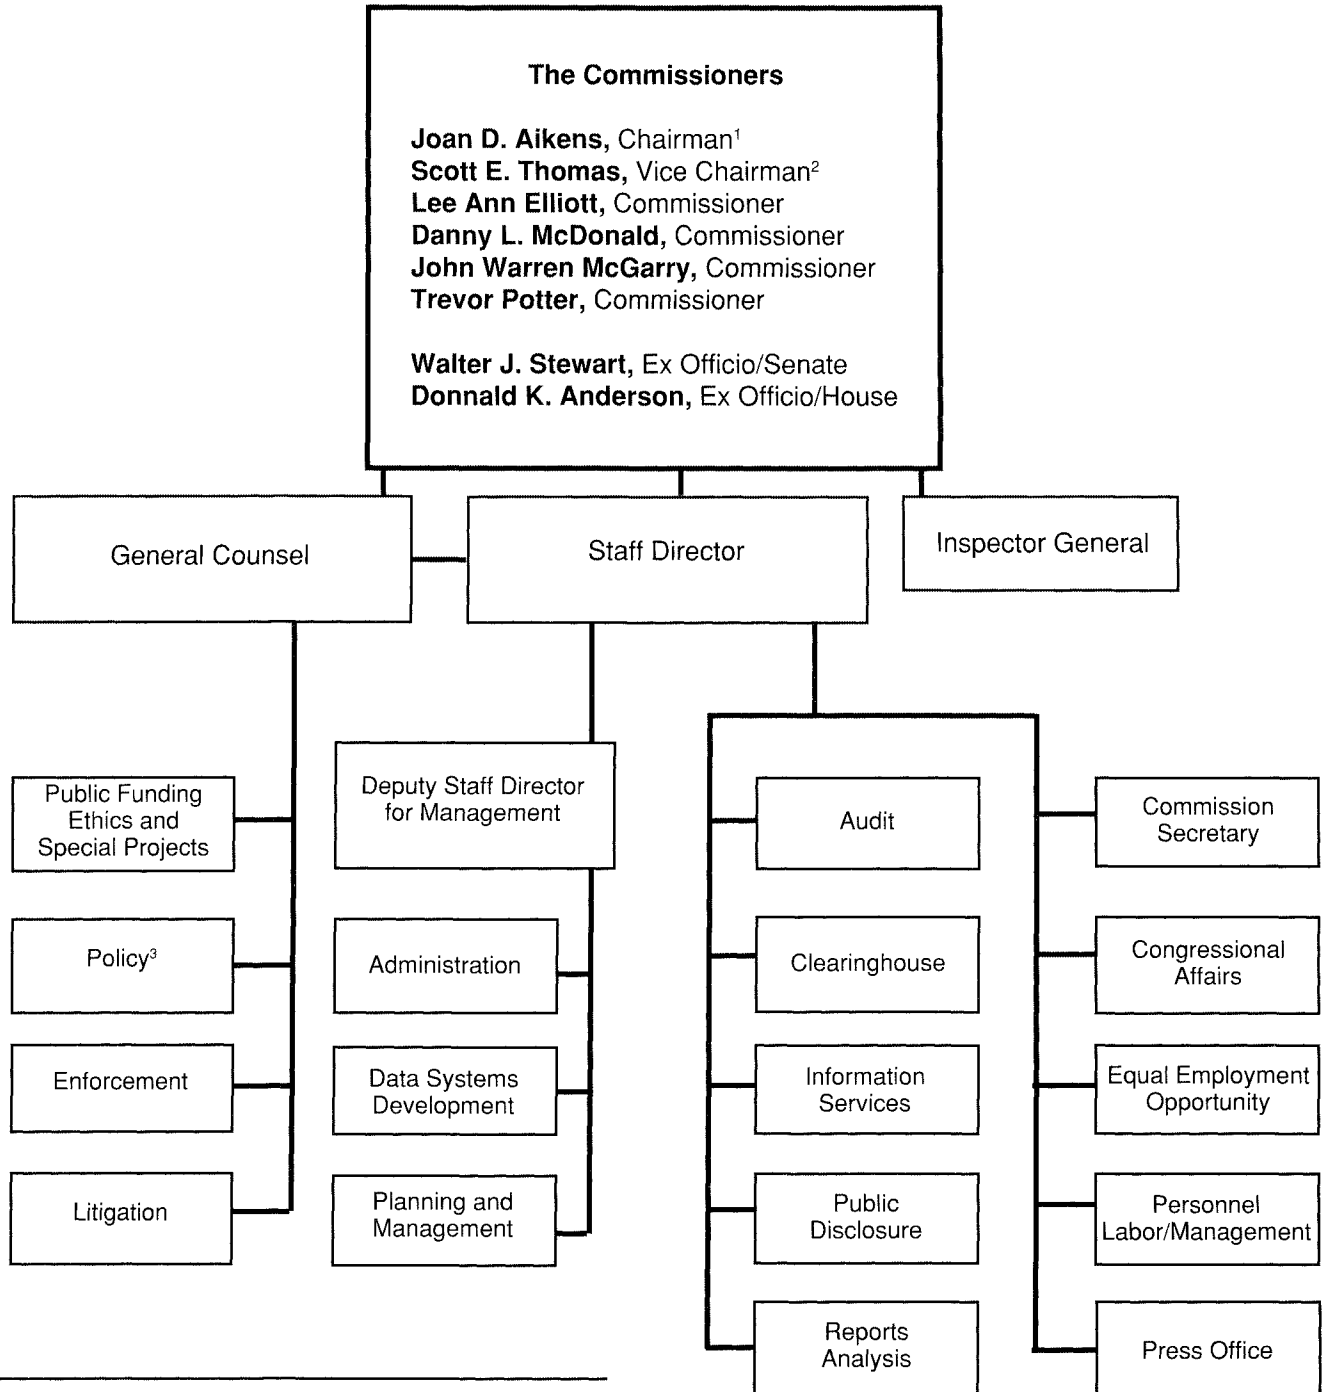 The Commissioners
Joan D. Aikens, Chairman¹
Scott E. Thomas, Vice Chairman²
Lee Ann Elliott, Commissioner
Danny L. McDonald, Commissioner
John Warren McGarry, Commissioner
Trevor Potter, Commissioner
Walter J. Stewart, Ex Officio/Senate
Donnald K. Anderson, Ex Officio/House
General Counsel
Staff Director
Inspector General
Public Funding
Ethics and
Special Projects
Policy³
Enforcement
Litigation
Deputy Staff Director
for Management
Administration
Data Systems
Development
Planning and
Management
Audit
Clearinghouse
Information
Services
Public
Disclosure
Reports
Analysis
Commission
Secretary
Congressional
Affairs
Equal Employment
Opportunity
Personnel
Labor/Management
Press Office